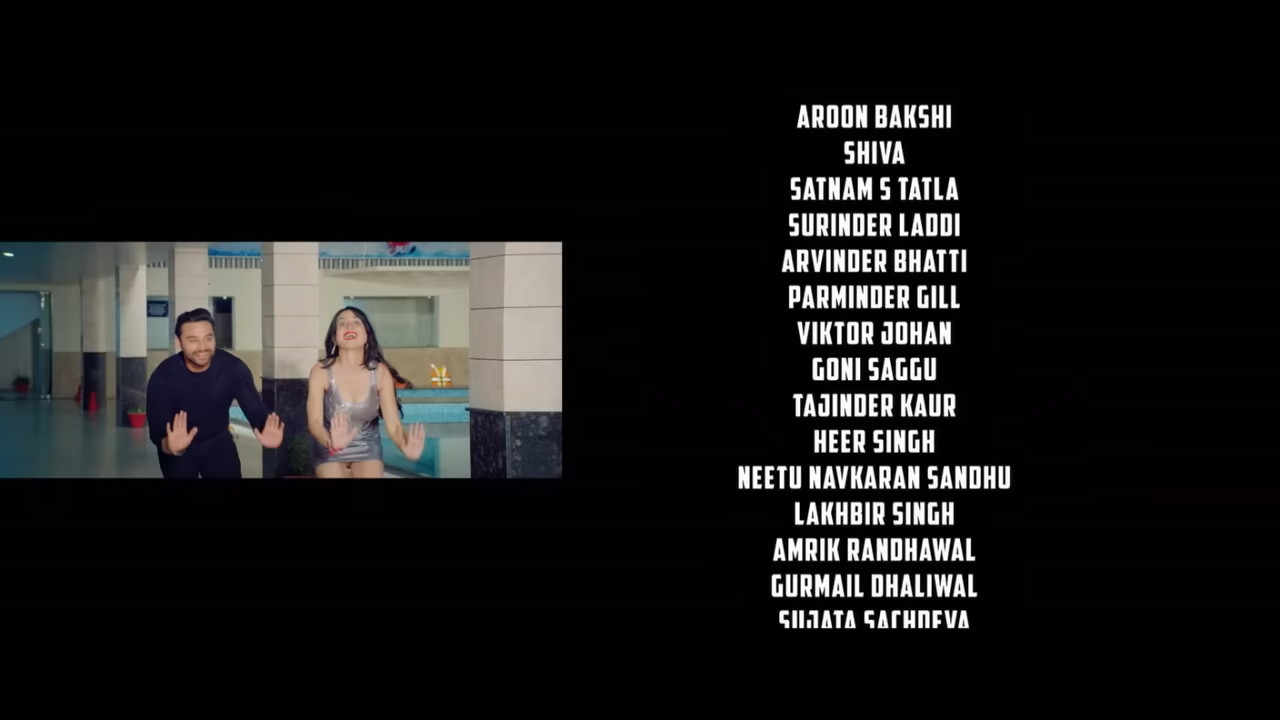 AROON BAKSHI
SHIVA
SATNAM S TATLA
SURINDER LADDI
ARVINDER BHATTI
PARMINDER GILL
VIKTOR JOHAN
GONI SAGGU
TAJINDER KAUR
HEER SINGH
NEETU NAVKARAN SANDHU
LAKHBIR SINGH
AMRIK RANDHAWAL
GURMAIL DHALIWAL
SUJATA SACHDEVA